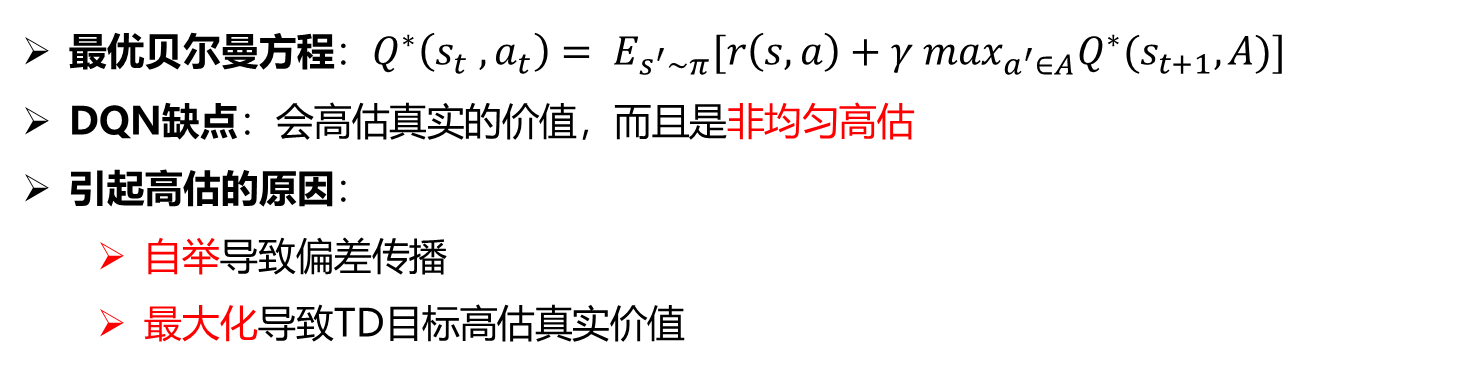 ➢ 最优贝尔曼方程：Q*(s_t ,a_t) = E_{s′~π}[r(s,a) + γ max_{a′∈A}Q*(s_{t+1},A)]
➢ DQN缺点：会高估真实的价值，而且是非均匀高估
➢ 引起高估的原因：
➢ 自举导致偏差传播
➢ 最大化导致TD目标高估真实价值